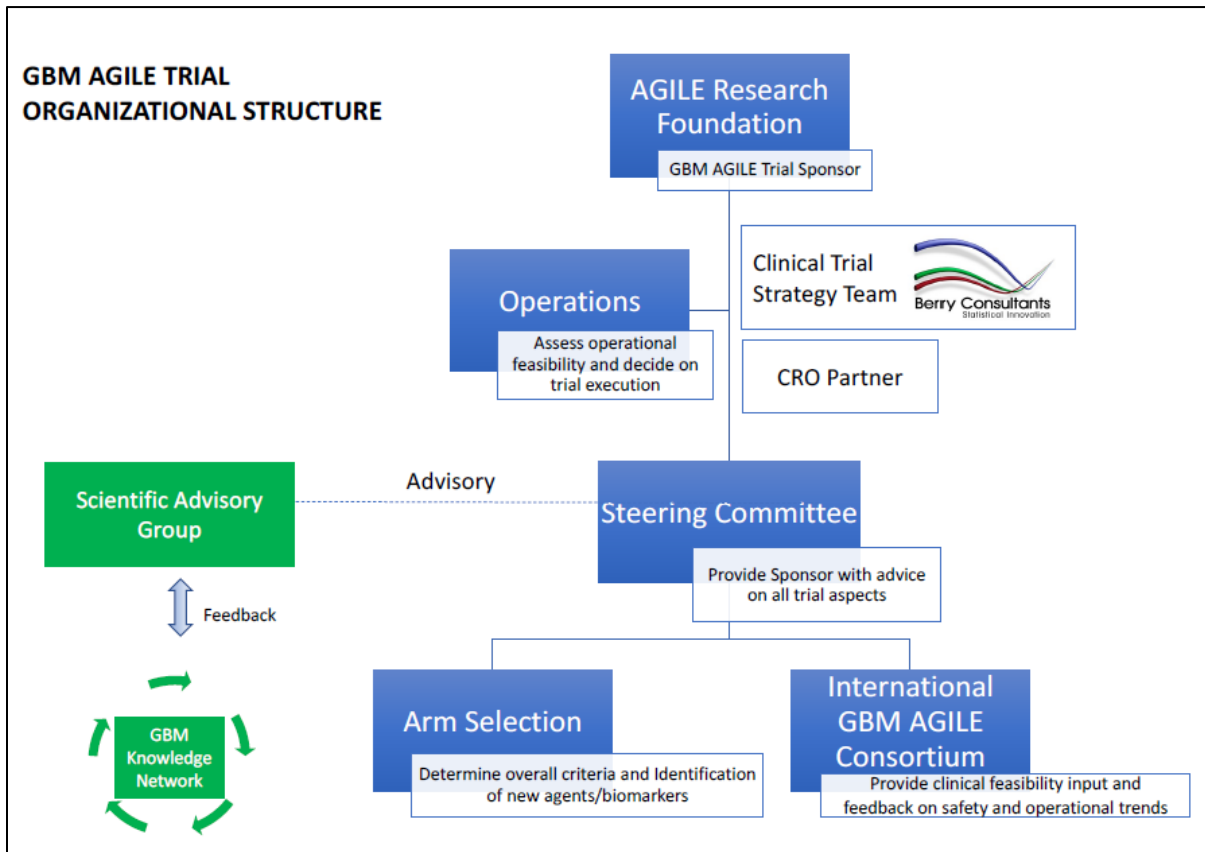 GBM AGILE TRIAL
ORGANIZATIONAL STRUCTURE
AGILE Research
Foundation
GBM AGILE Trial Sponsor
Clinical Trial
Strategy Team
Berry Consultants
Statistical Innovation
Operations
Assess operational
feasibility and decide on
trial execution
CRO Partner
Scientific Advisory
Group
Advisory
Steering Committee
Provide Sponsor with advice
on all trial aspects
Feedback
GBM
Knowledge
Network
Arm Selection
Determine overall criteria and Identification
of new agents/biomarkers
International
GBM AGILE
Consortium
Provide clinical feasibility input and
feedback on safety and operational trends